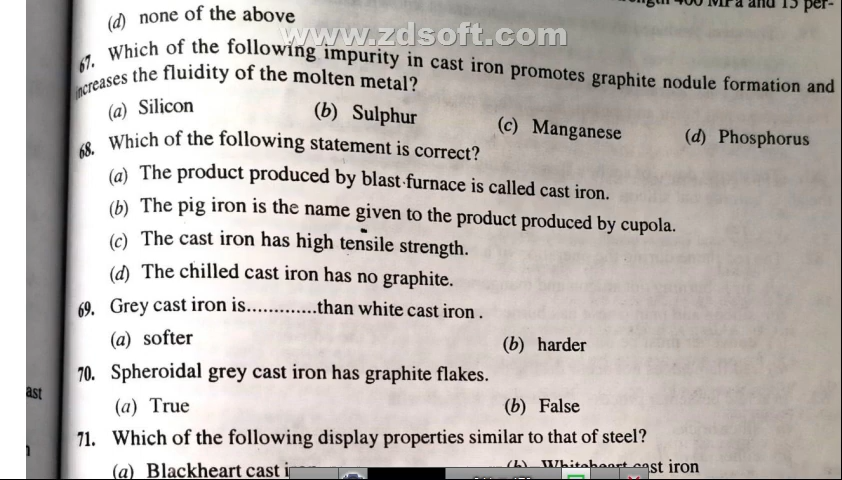 400 MPa and 15 per-
(d) none of the above
www.zdsoft.com
67. Which of the following impurity in cast iron promotes graphite nodule formation and
increases the fluidity of the molten metal?
(a) Silicon (b) Sulphur (c) Manganese (d) Phosphorus
68. Which of the following statement is correct?
(a) The product produced by blast furnace is called cast iron.
(b) The pig iron is the name given to the product produced by cupola.
(c) The cast iron has high tensile strength.
(d) The chilled cast iron has no graphite.
69. Grey cast iron is.............than white cast iron .
(a) softer (b) harder
70. Spheroidal grey cast iron has graphite flakes.
ast
(a) True (b) False
71. Which of the following display properties similar to that of steel?
(a) Blackheart cast (b) Whiteheart cast iron